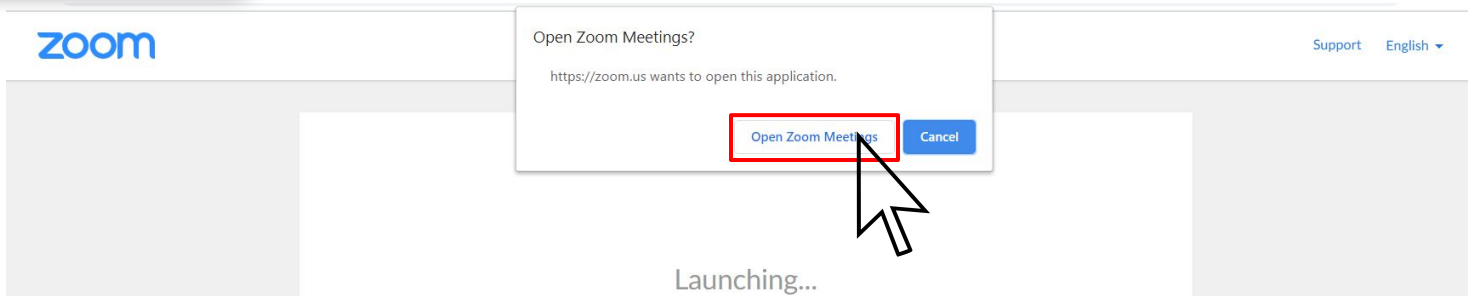 zoom
Open Zoom Meetings?
https://zoom.us wants to open this application.
Open Zoom Meetings
Cancel
Support
English
Launching...